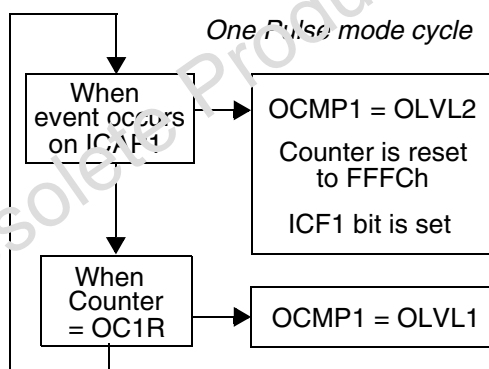 One Pulse mode cycle
When
event occurs
on ICAP1
OCMP1 = OLVL2
Counter is reset
to FFFCh
ICF1 bit is set
When
Counter
= OC1R
OCMP1 = OLVL1